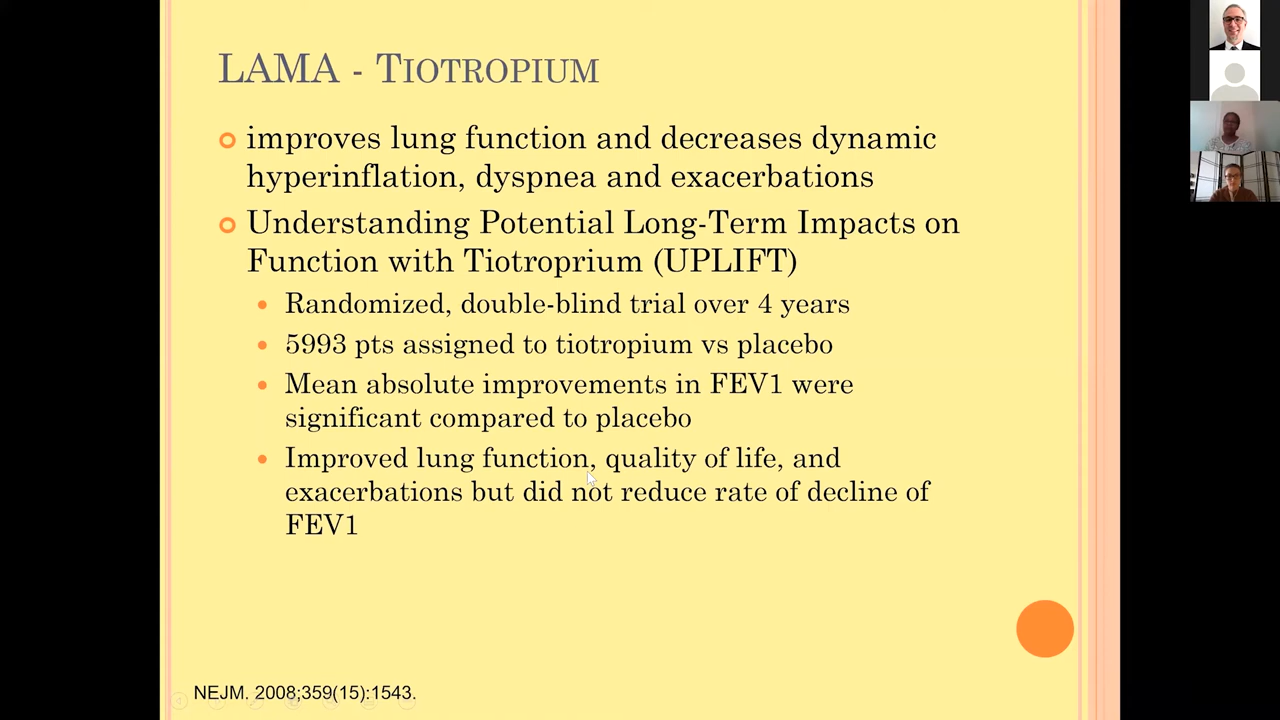 LAMA - TIOTROPIUM
improves lung function and decreases dynamic
hyperinflation, dyspnea and exacerbations
Understanding Potential Long-Term Impacts on
Function with Tiotroprium (UPLIFT)
Randomized, double-blind trial over 4 years
5993 pts assigned to tiotropium vs placebo
Mean absolute improvements in FEV1 were
significant compared to placebo
Improved lung function, quality of life, and
exacerbations but did not reduce rate of decline of
FEV1
NEJM. 2008;359(15):1543.